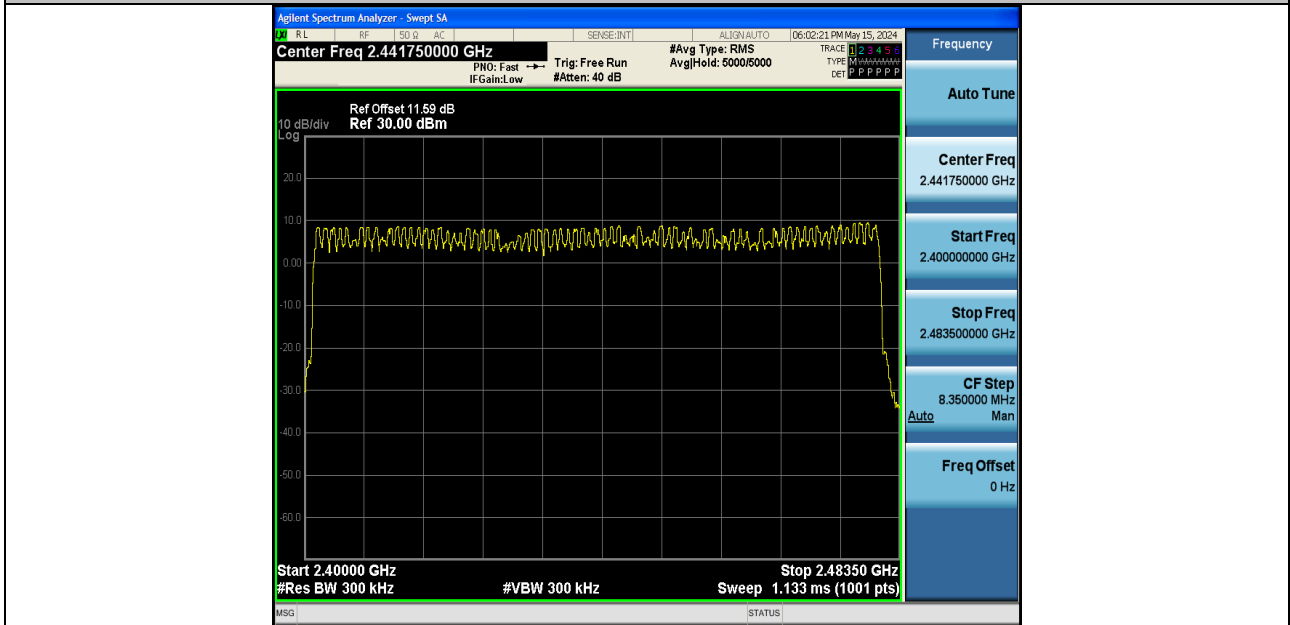 Agilent Spectrum Analyzer - Swept SA
RL RF 50 Ω AC SENSE:INT ALIGN AUTO 06:02:21 PM May 15, 2024
Center Freq 2.441750000 GHz #Avg Type: RMS TRACE 1 2 3 4 5 6
PNO: Fast Trig: Free Run Avg|Hold: 5000/5000 TYPE M
IFGain:Low #Atten: 40 dB DET P P P P P P
Ref Offset 11.59 dB
10 dB/div Ref 30.00 dBm
Log
20.0
10.0
0.00
-10.0
-20.0
-30.0
-40.0
-50.0
-60.0
Start 2.40000 GHz Stop 2.48350 GHz
#Res BW 300 kHz #VBW 300 kHz Sweep 1.133 ms (1001 pts)
MSG STATUS
Frequency
Auto Tune
Center Freq
2.441750000 GHz
Start Freq
2.400000000 GHz
Stop Freq
2.483500000 GHz
CF Step
8.350000 MHz
Auto Man
Freq Offset
0 Hz